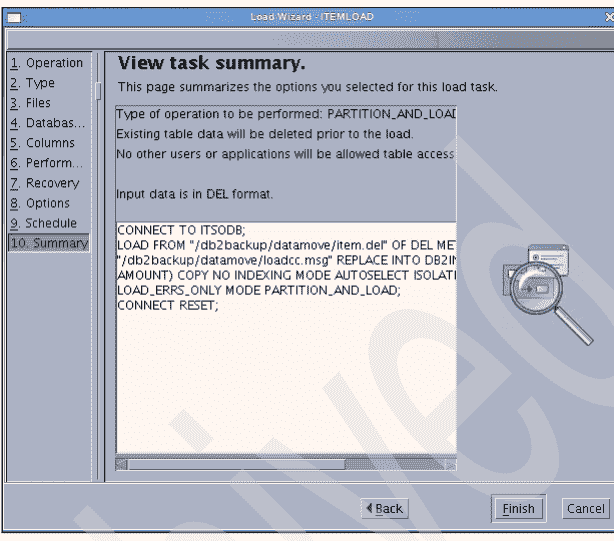 Load Wizard - ITEMLOAD
1. Operation
2. Type
3. Files
4. Databas...
5. Columns
6. Perform...
7. Recovery
8. Options
9. Schedule
10. Summary
View task summary.
This page summarizes the options you selected for this load task.
Type of operation to be performed: PARTITION_AND_LOAD
Existing table data will be deleted prior to the load.
No other users or applications will be allowed table access
Input data is in DEL format.
CONNECT TO ITSODB;
LOAD FROM "/db2backup/datamove/item.del" OF DEL ME
"/db2backup/datamove/loadcc.msg" REPLACE INTO DB2I
AMOUNT) COPY NO INDEXING MODE AUTOSELECT ISOLATI
LOAD_ERRS_ONLY MODE PARTITION_AND_LOAD;
CONNECT RESET;
Back
Finish
Cancel